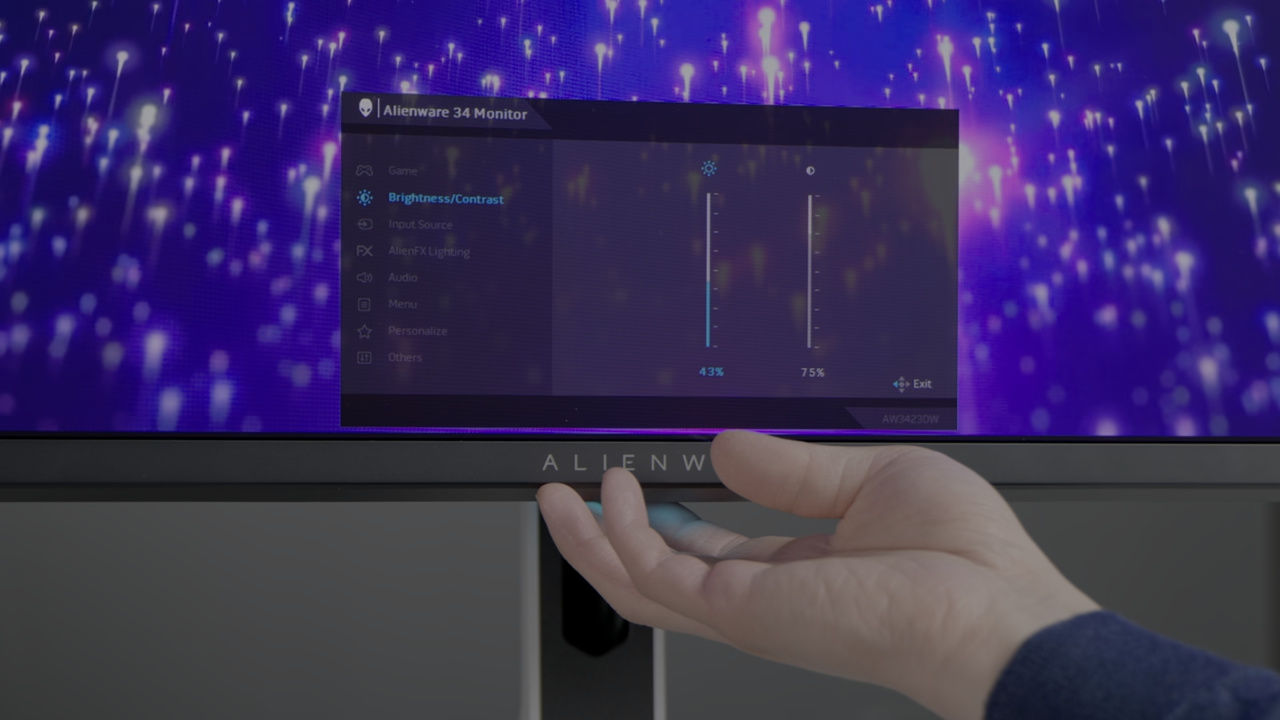 Alienware 34 Monitor
Game
Brightness/Contrast
Input Source
FX AlienFX Lighting
Audio
Menu
Personalize
Others
43%
75%
Exit
AW3423DW
ALIENW